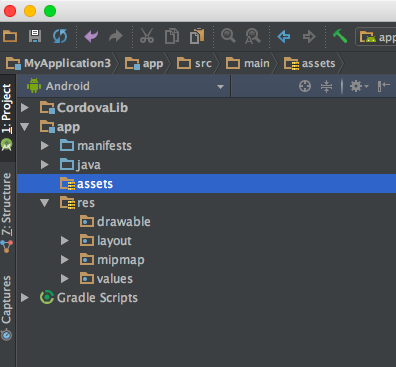 app
MyApplication3 app src main assets
Android
CordovaLib
app
manifests
java
assets
res
drawable
layout
mipmap
values
Gradle Scripts
1: Project
Z: Structure
Captures